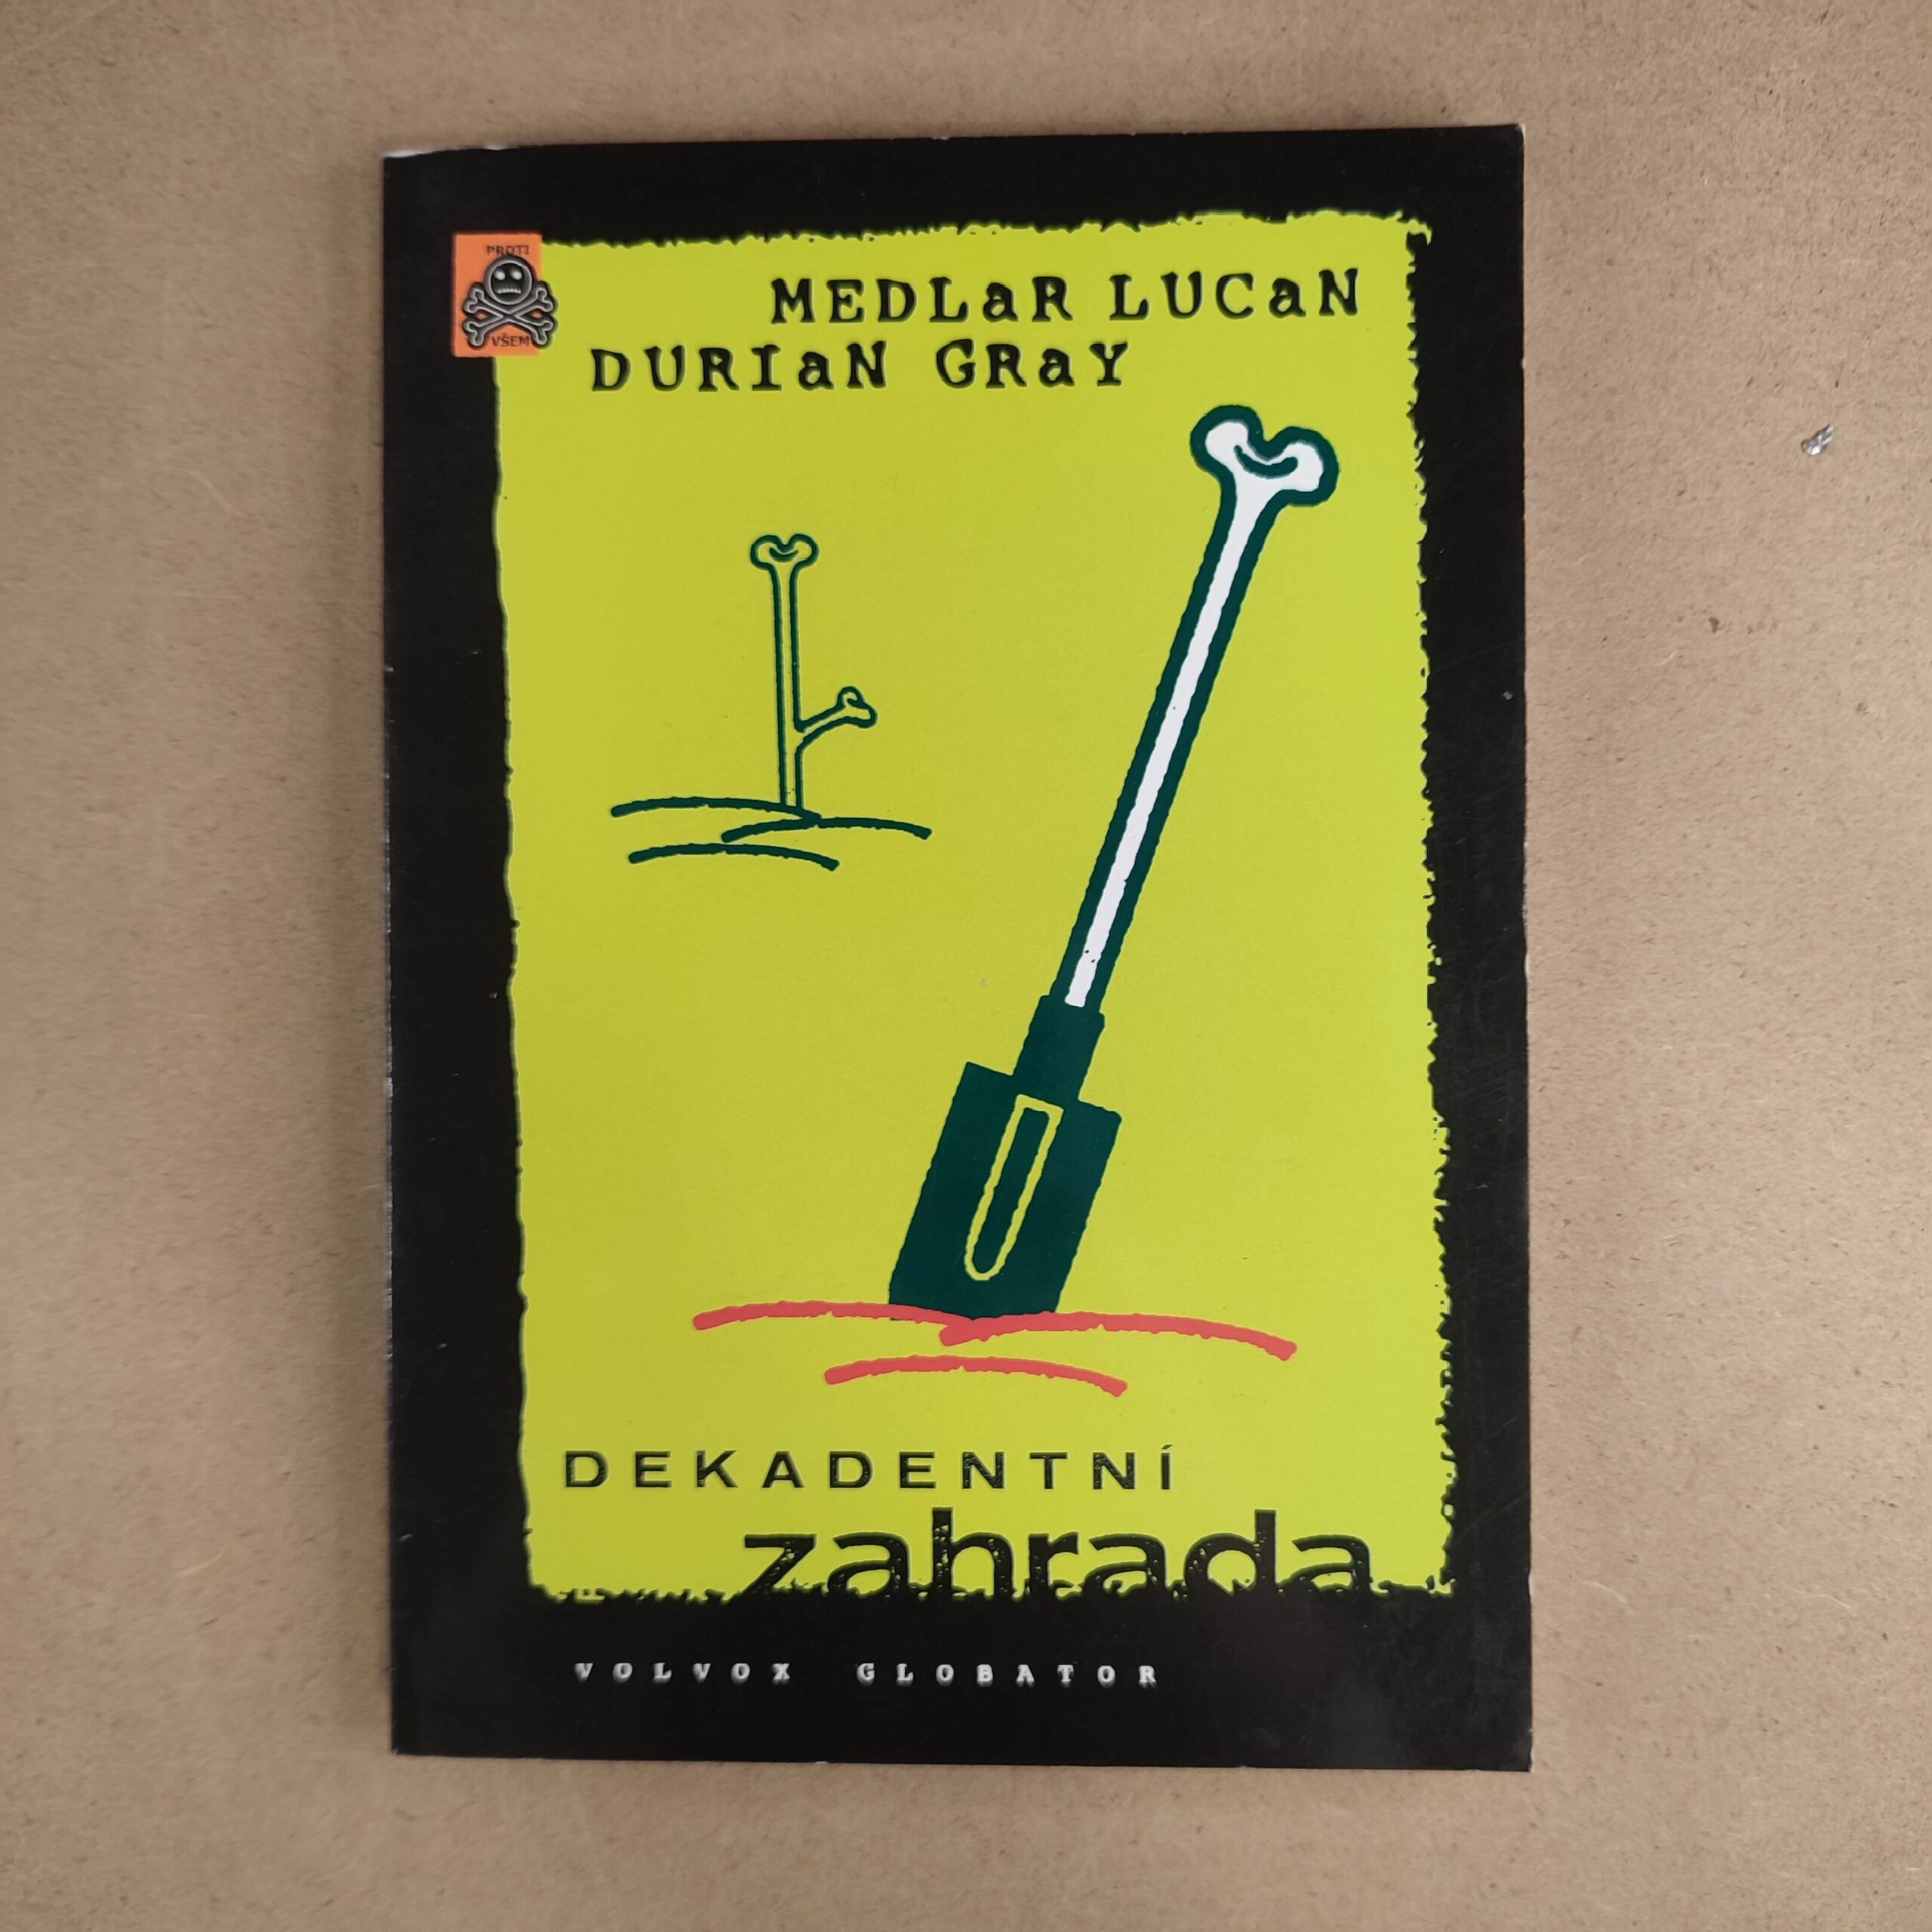 PROTI
VŠEM
MEDLaR LUCaN
DURIaN GRaY
DEKADENTNÍ
zahrada
VOLVOX GLOBATOR